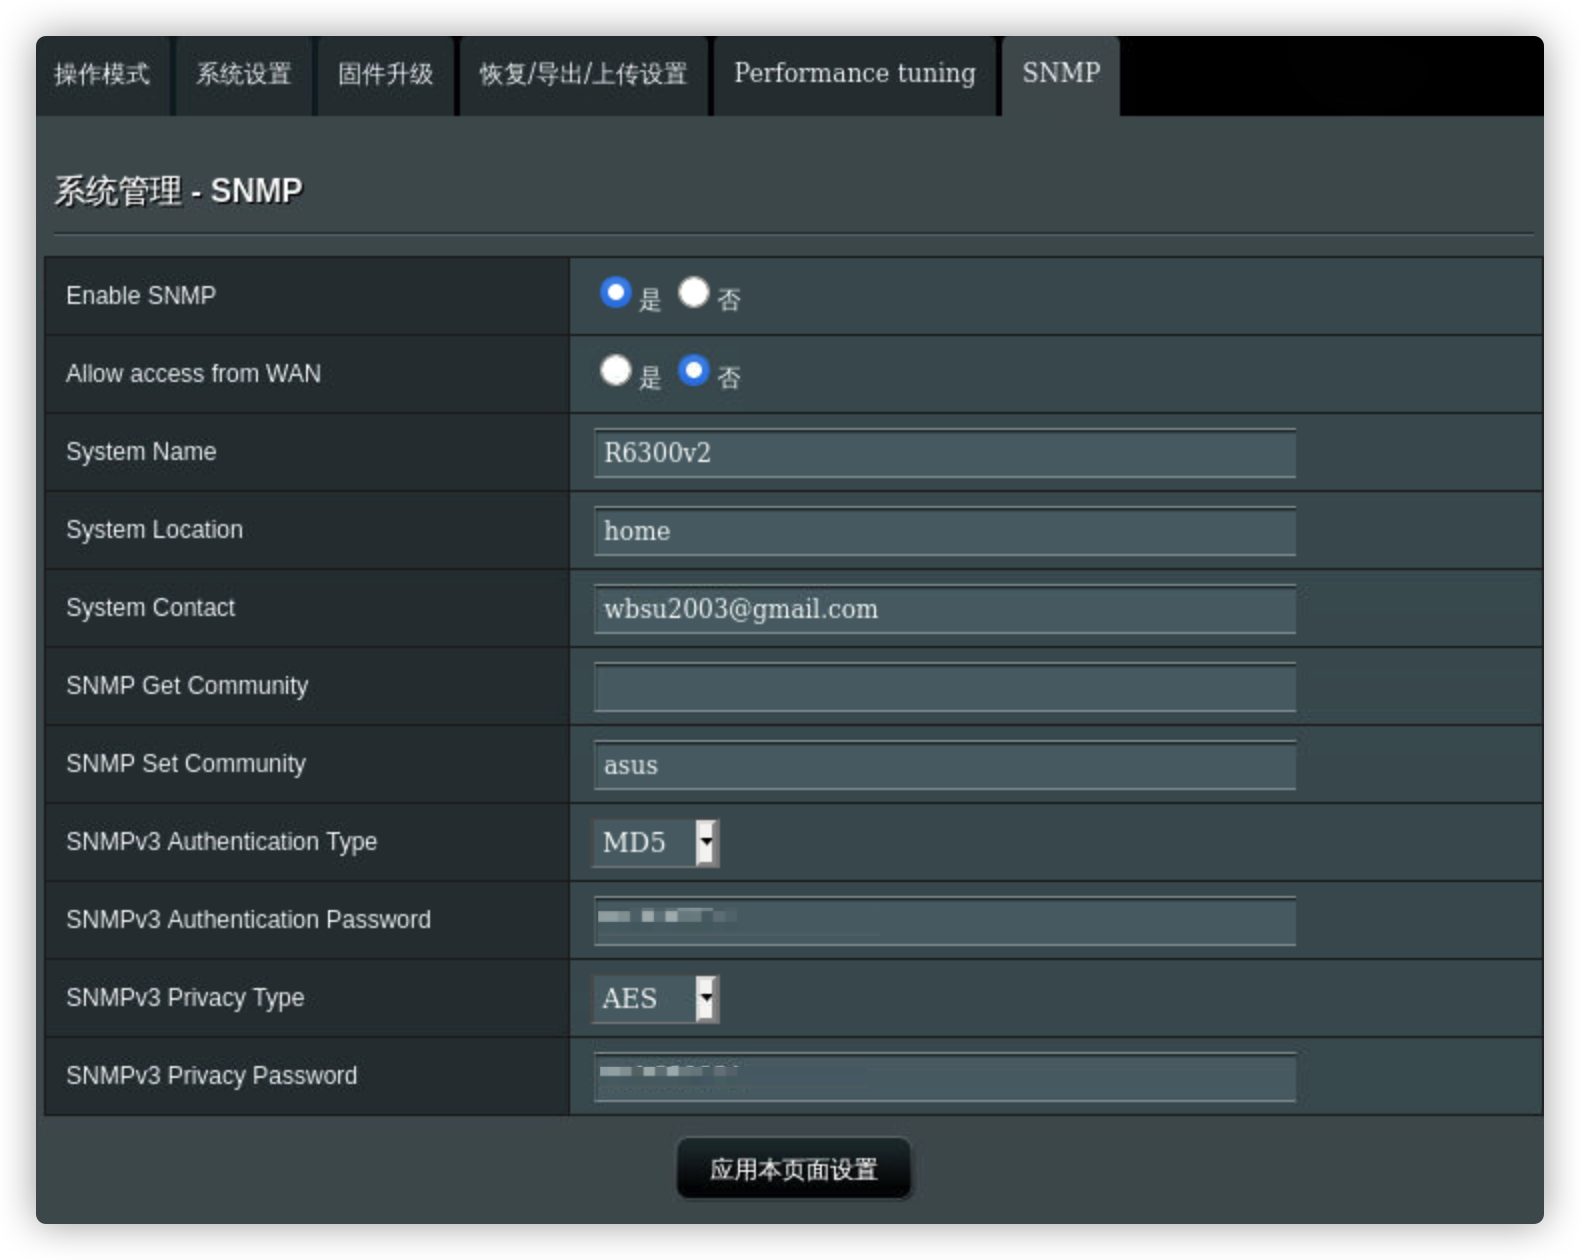 操作模式 系统设置 固件升级 恢复/导出/上传设置 Performance tuning SNMP
系统管理 - SNMP
Enable SNMP 是 否
Allow access from WAN 是 否
System Name R6300v2
System Location home
System Contact wbsu2003@gmail.com
SNMP Get Community
SNMP Set Community asus
SNMPv3 Authentication Type MD5
SNMPv3 Authentication Password
SNMPv3 Privacy Type AES
SNMPv3 Privacy Password
应用本页面设置